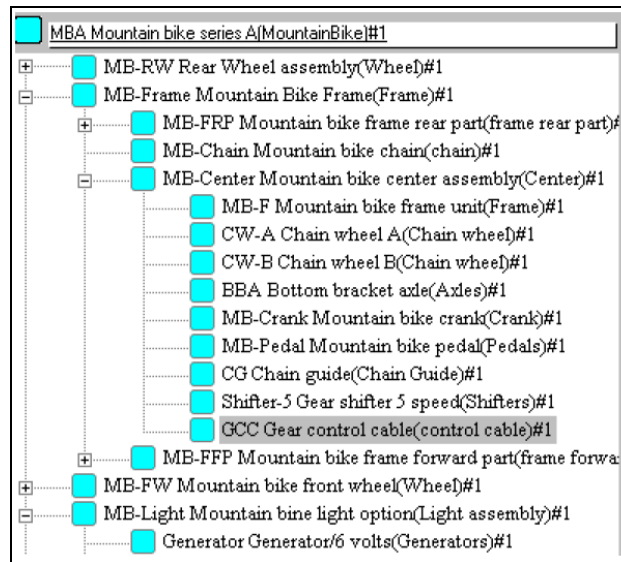 MBA Mountain bike series A(MountainBike)#1
MB-RW Rear Wheel assembly(Wheel)#1
MB-Frame Mountain Bike Frame(Frame)#1
MB-FRP Mountain bike frame rear part(frame rear part)#
MB-Chain Mountain bike chain(chain)#1
MB-Center Mountain bike center assembly(Center)#1
MB-F Mountain bike frame unit(Frame)#1
CW-A Chain wheel A(Chain wheel)#1
CW-B Chain wheel B(Chain wheel)#1
BBA Bottom bracket axle(Axles)#1
MB-Crank Mountain bike crank(Crank)#1
MB-Pedal Mountain bike pedal(Pedals)#1
CG Chain guide(Chain Guide)#1
Shifter-5 Gear shifter 5 speed(Shifters)#1
GCC Gear control cable(control cable)#1
MB-FFP Mountain bike frame forward part(frame forwa
MB-FW Mountain bike front wheel(Wheel)#1
MB-Light Mountain bine light option(Light assembly)#1
Generator Generator/6 volts(Generators)#1